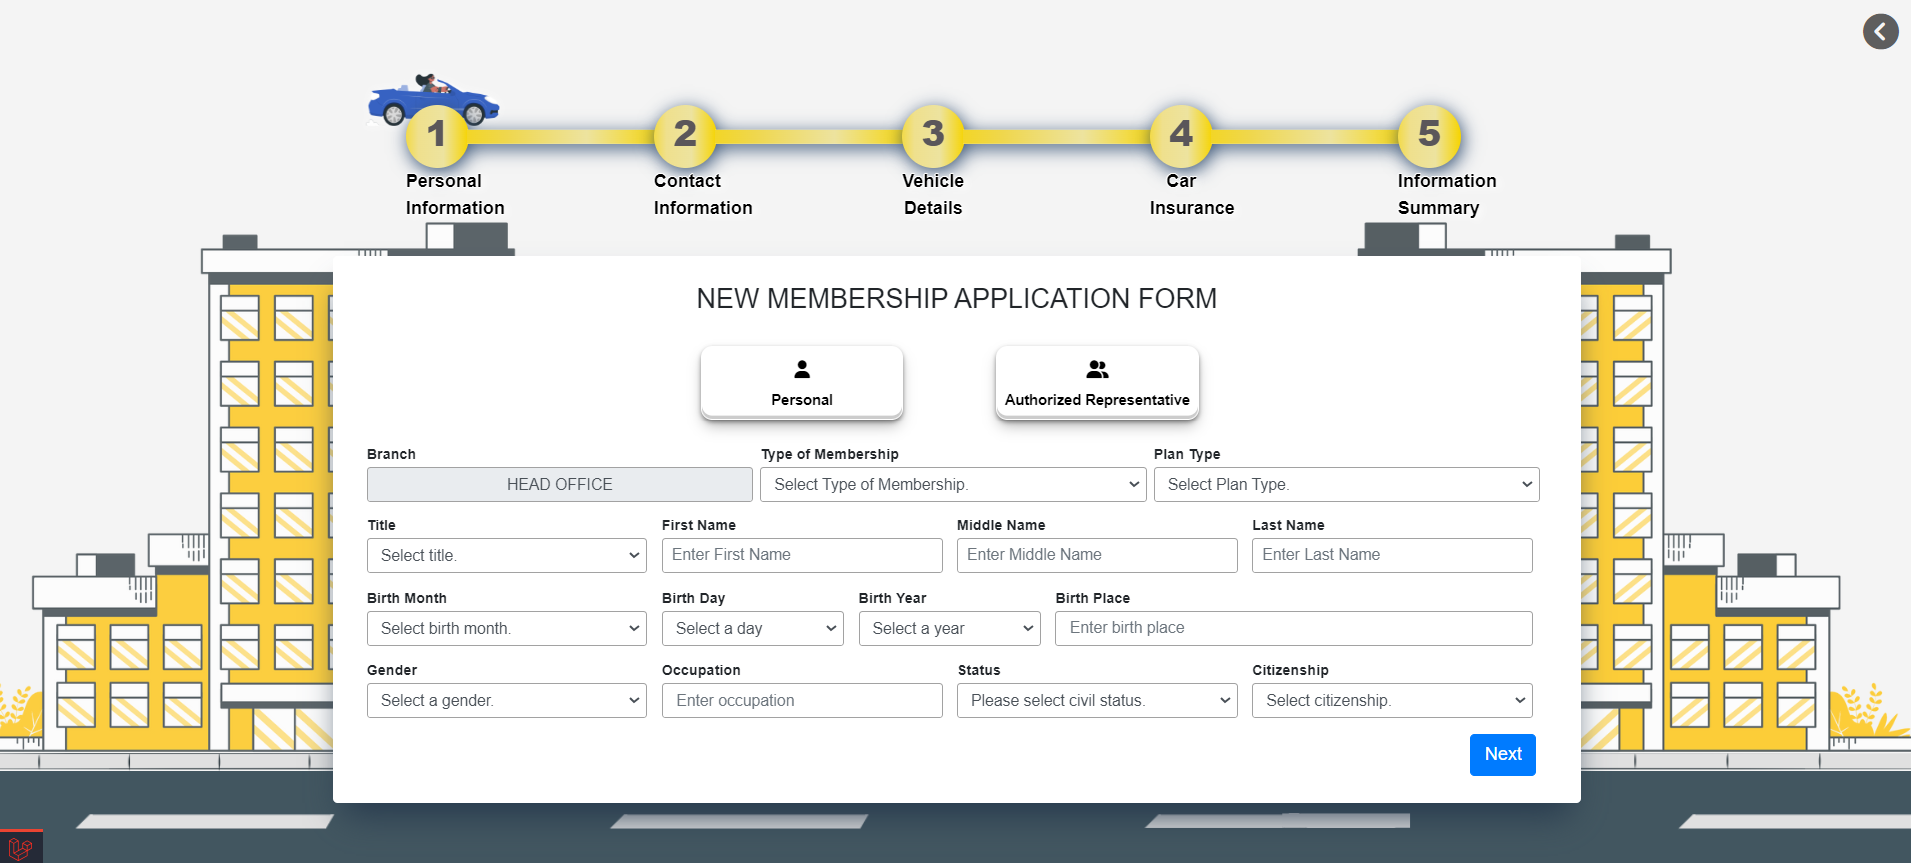 1 2 3 4 5
Personal Information
Contact Information
Vehicle Details
Car Insurance
Information Summary
NEW MEMBERSHIP APPLICATION FORM
Personal
Authorized Representative
Branch Type of Membership Plan Type
HEAD OFFICE Select Type of Membership. Select Plan Type.
Title First Name Middle Name Last Name
Select title. Enter First Name Enter Middle Name Enter Last Name
Birth Month Birth Day Birth Year Birth Place
Select birth month. Select a day Select a year Enter birth place
Gender Occupation Status Citizenship
Select a gender. Enter occupation Please select civil status. Select citizenship.
Next